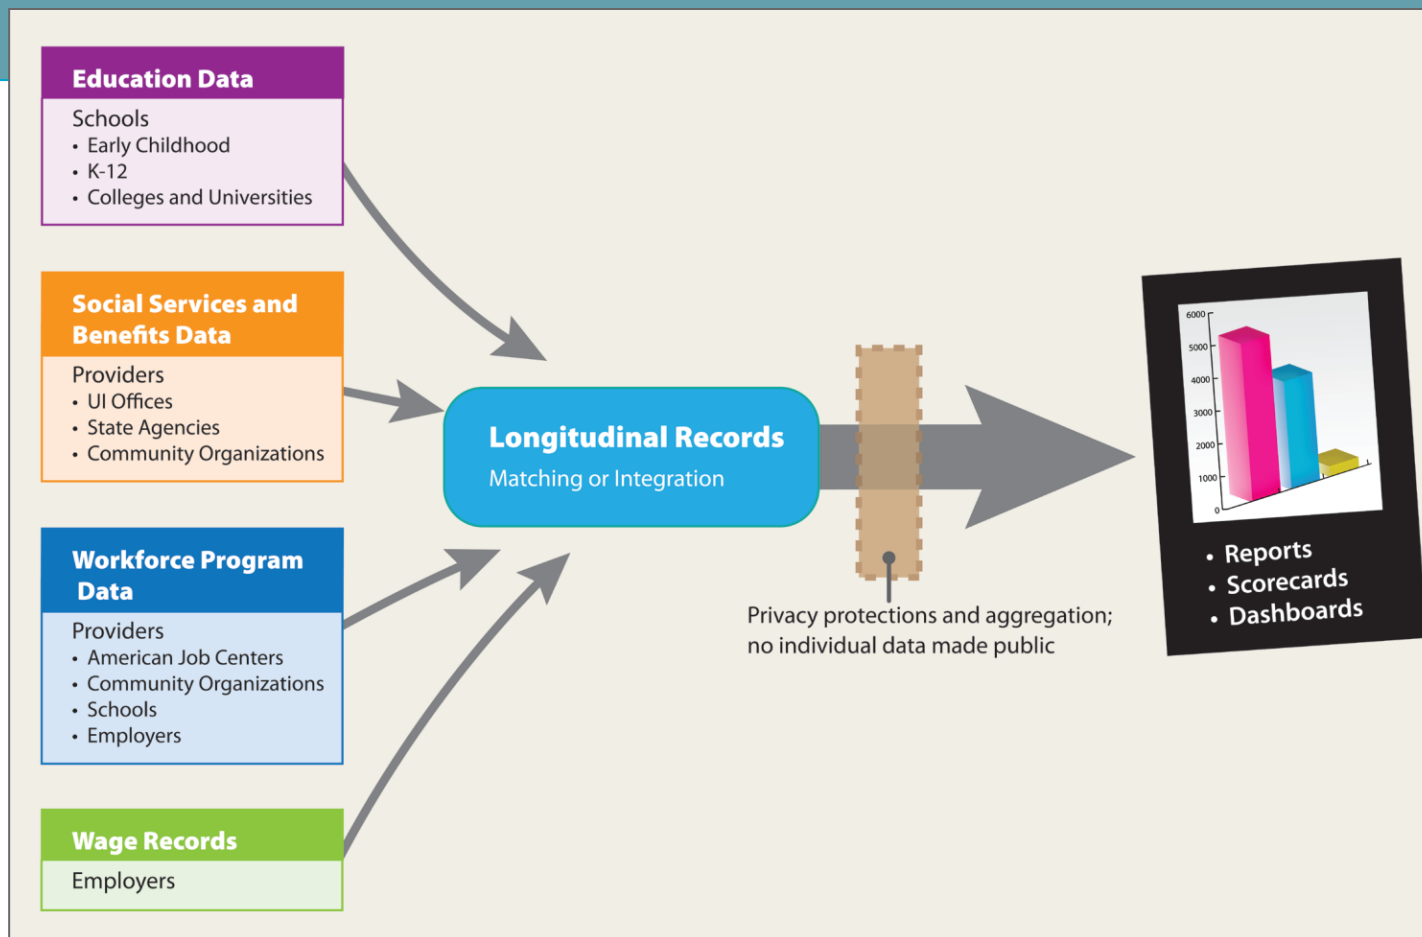 Education Data
Schools
• Early Childhood
• K-12
• Colleges and Universities
Social Services and
Benefits Data
Providers
• UI Offices
• State Agencies
• Community Organizations
Workforce Program
Data
Providers
• American Job Centers
• Community Organizations
• Schools
• Employers
Wage Records
Employers
Longitudinal Records
Matching or Integration
Privacy protections and aggregation;
no individual data made public
6000
5000
4000
3000
2000
1000
0
• Reports
• Scorecards
• Dashboards